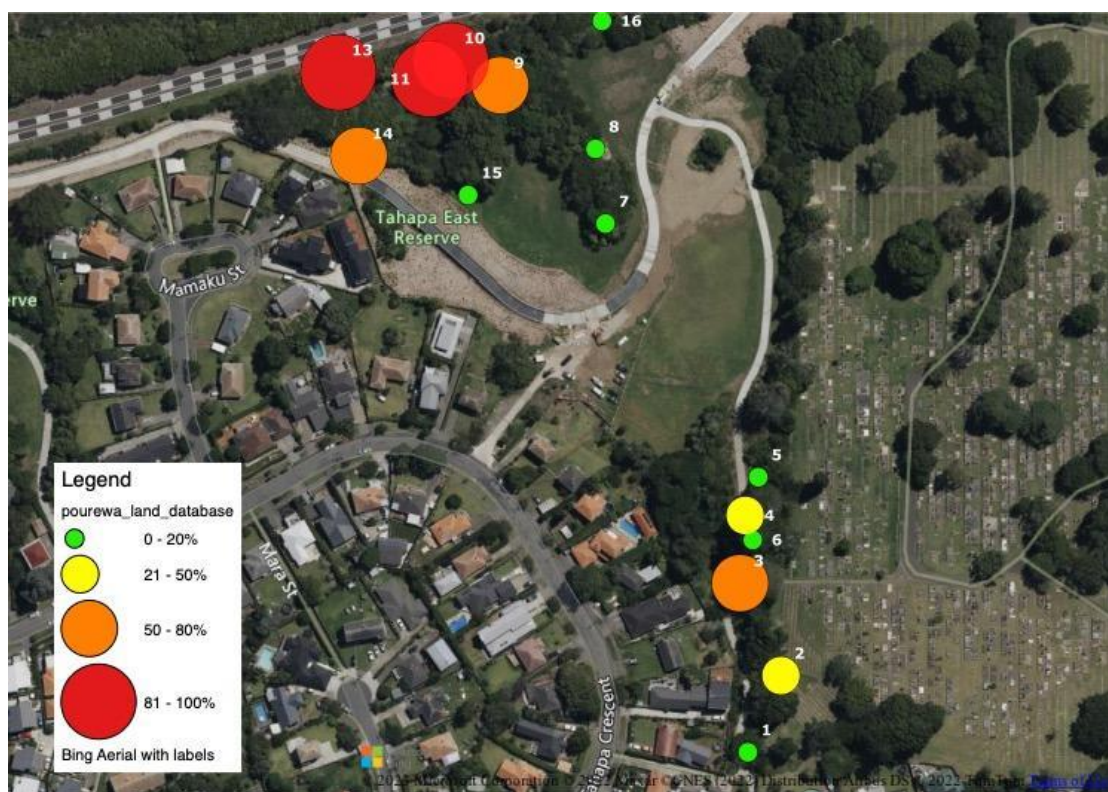 16
13
10
11
9
14
8
15
7
Tahapa East
Reserve
Mamaku St
erve
5
4
6
3
2
1
Mara St
Tahapa Crescent
Legend
pourewa_land_database
0 - 20%
21 - 50%
50 - 80%
81 - 100%
Bing Aerial with labels
Microsoft Corporation © 2022 Maxar ©CNES (2022) Distribution Airbus DS © 2022 TomTom Terms of